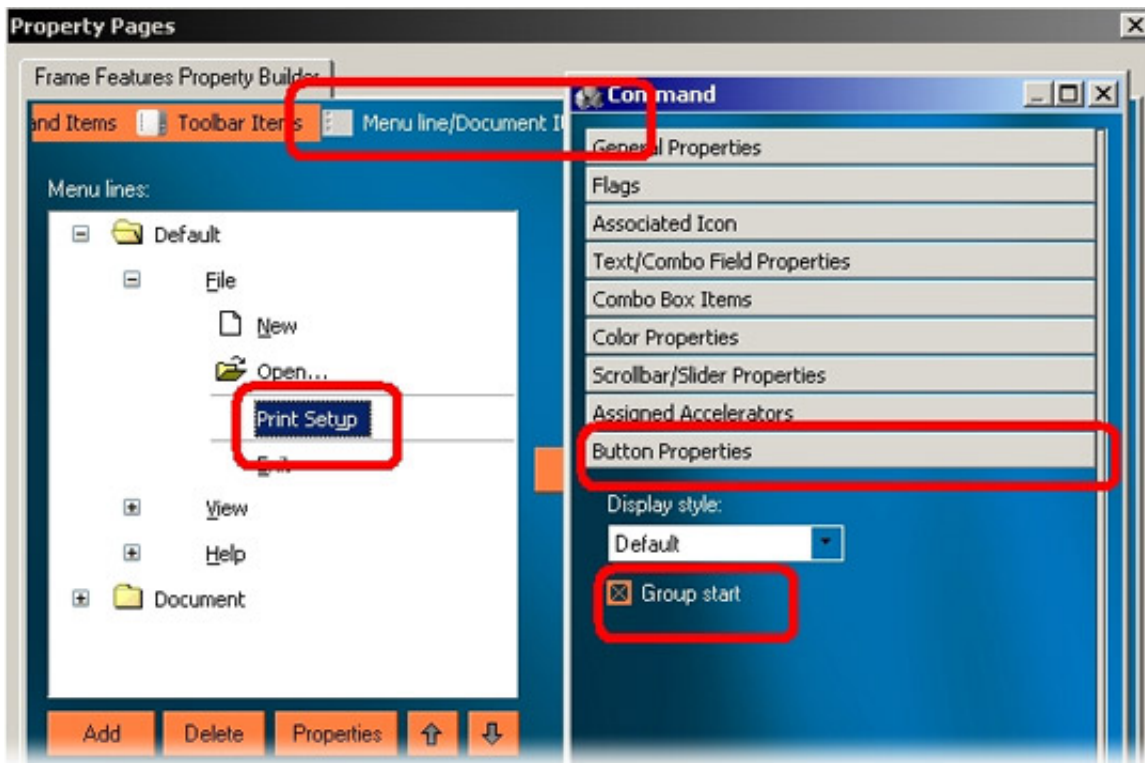 Property Pages
Frame Features Property Builder
and Items
Toolbar Items
Menu line/Document
Menu lines:
Default
File
New
Open...
Print Setup
Exit
View
Help
Document
Add
Delete
Properties
Command
General Properties
Flags
Associated Icon
Text/Combo Field Properties
Combo Box Items
Color Properties
Scrollbar/Slider Properties
Assigned Accelerators
Button Properties
Display style:
Default
Group start